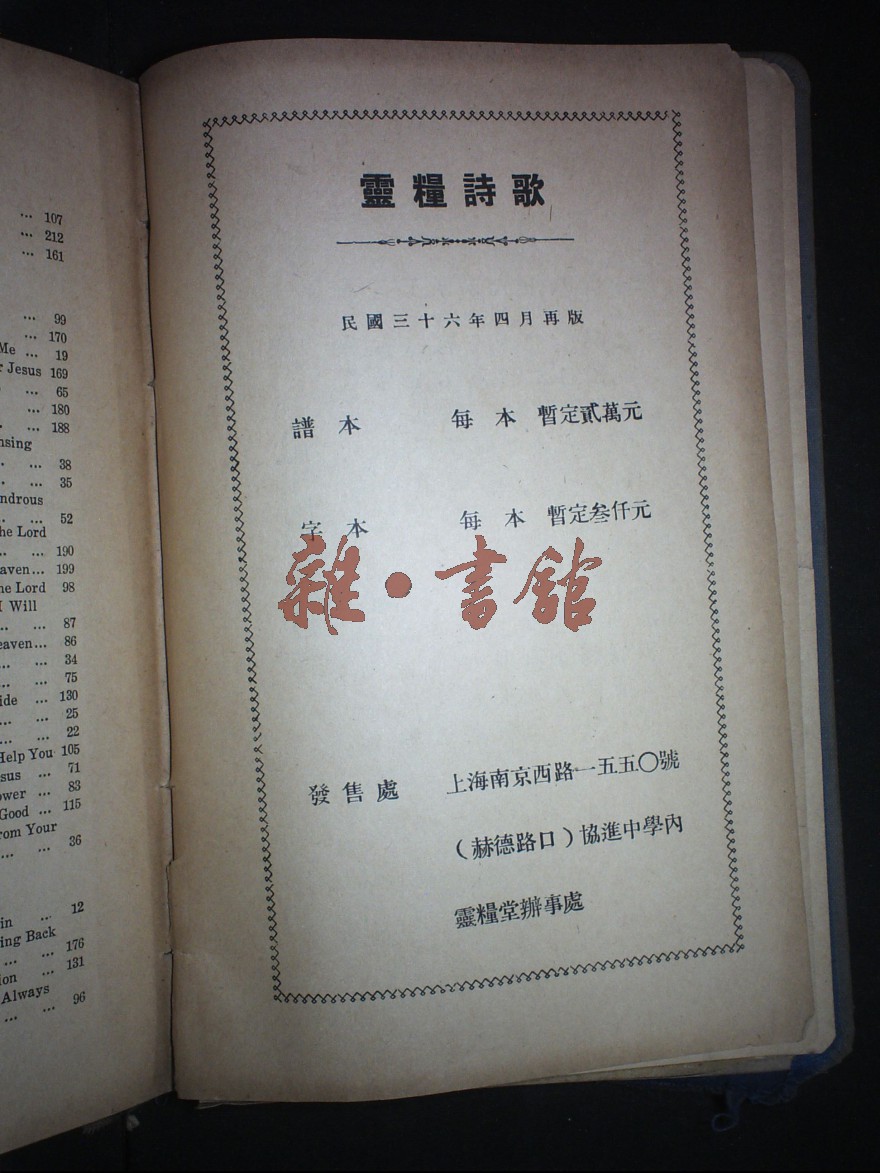 ... 107
... 212
... 161
... 99
... 170
Me ... 19
Jesus 169
... 65
... 180
... 188
... 38
... 35
... 52
he Lord
... 190
... 199
he Lord 98
I Will
... 87
... 86
... 34
... 75
... 130
... 25
... 22
Help You 105
... 71
... 83
Good ... 115
Your
... 36
... 12
Back
... 176
... 131
Always
... 96
靈糧詩歌
民國三十六年四月再版
譜本 每本 暫定貳萬元
字本 每本 暫定叁仟元
雜·書館
發售處 上海南京西路一五五〇號
(赫德路口)協進中學內
靈糧堂辦事處